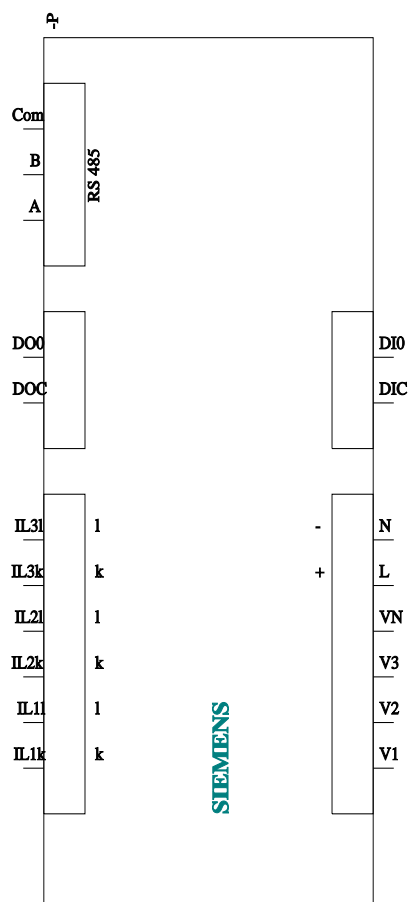 -P
Com
B
A
RS 485
DO0
DOC
DI0
DIC
IL3l
IL3k
IL2l
IL2k
IL1l
IL1k
l
k
l
k
l
k
-
+
N
L
VN
V3
V2
V1
SIEMENS